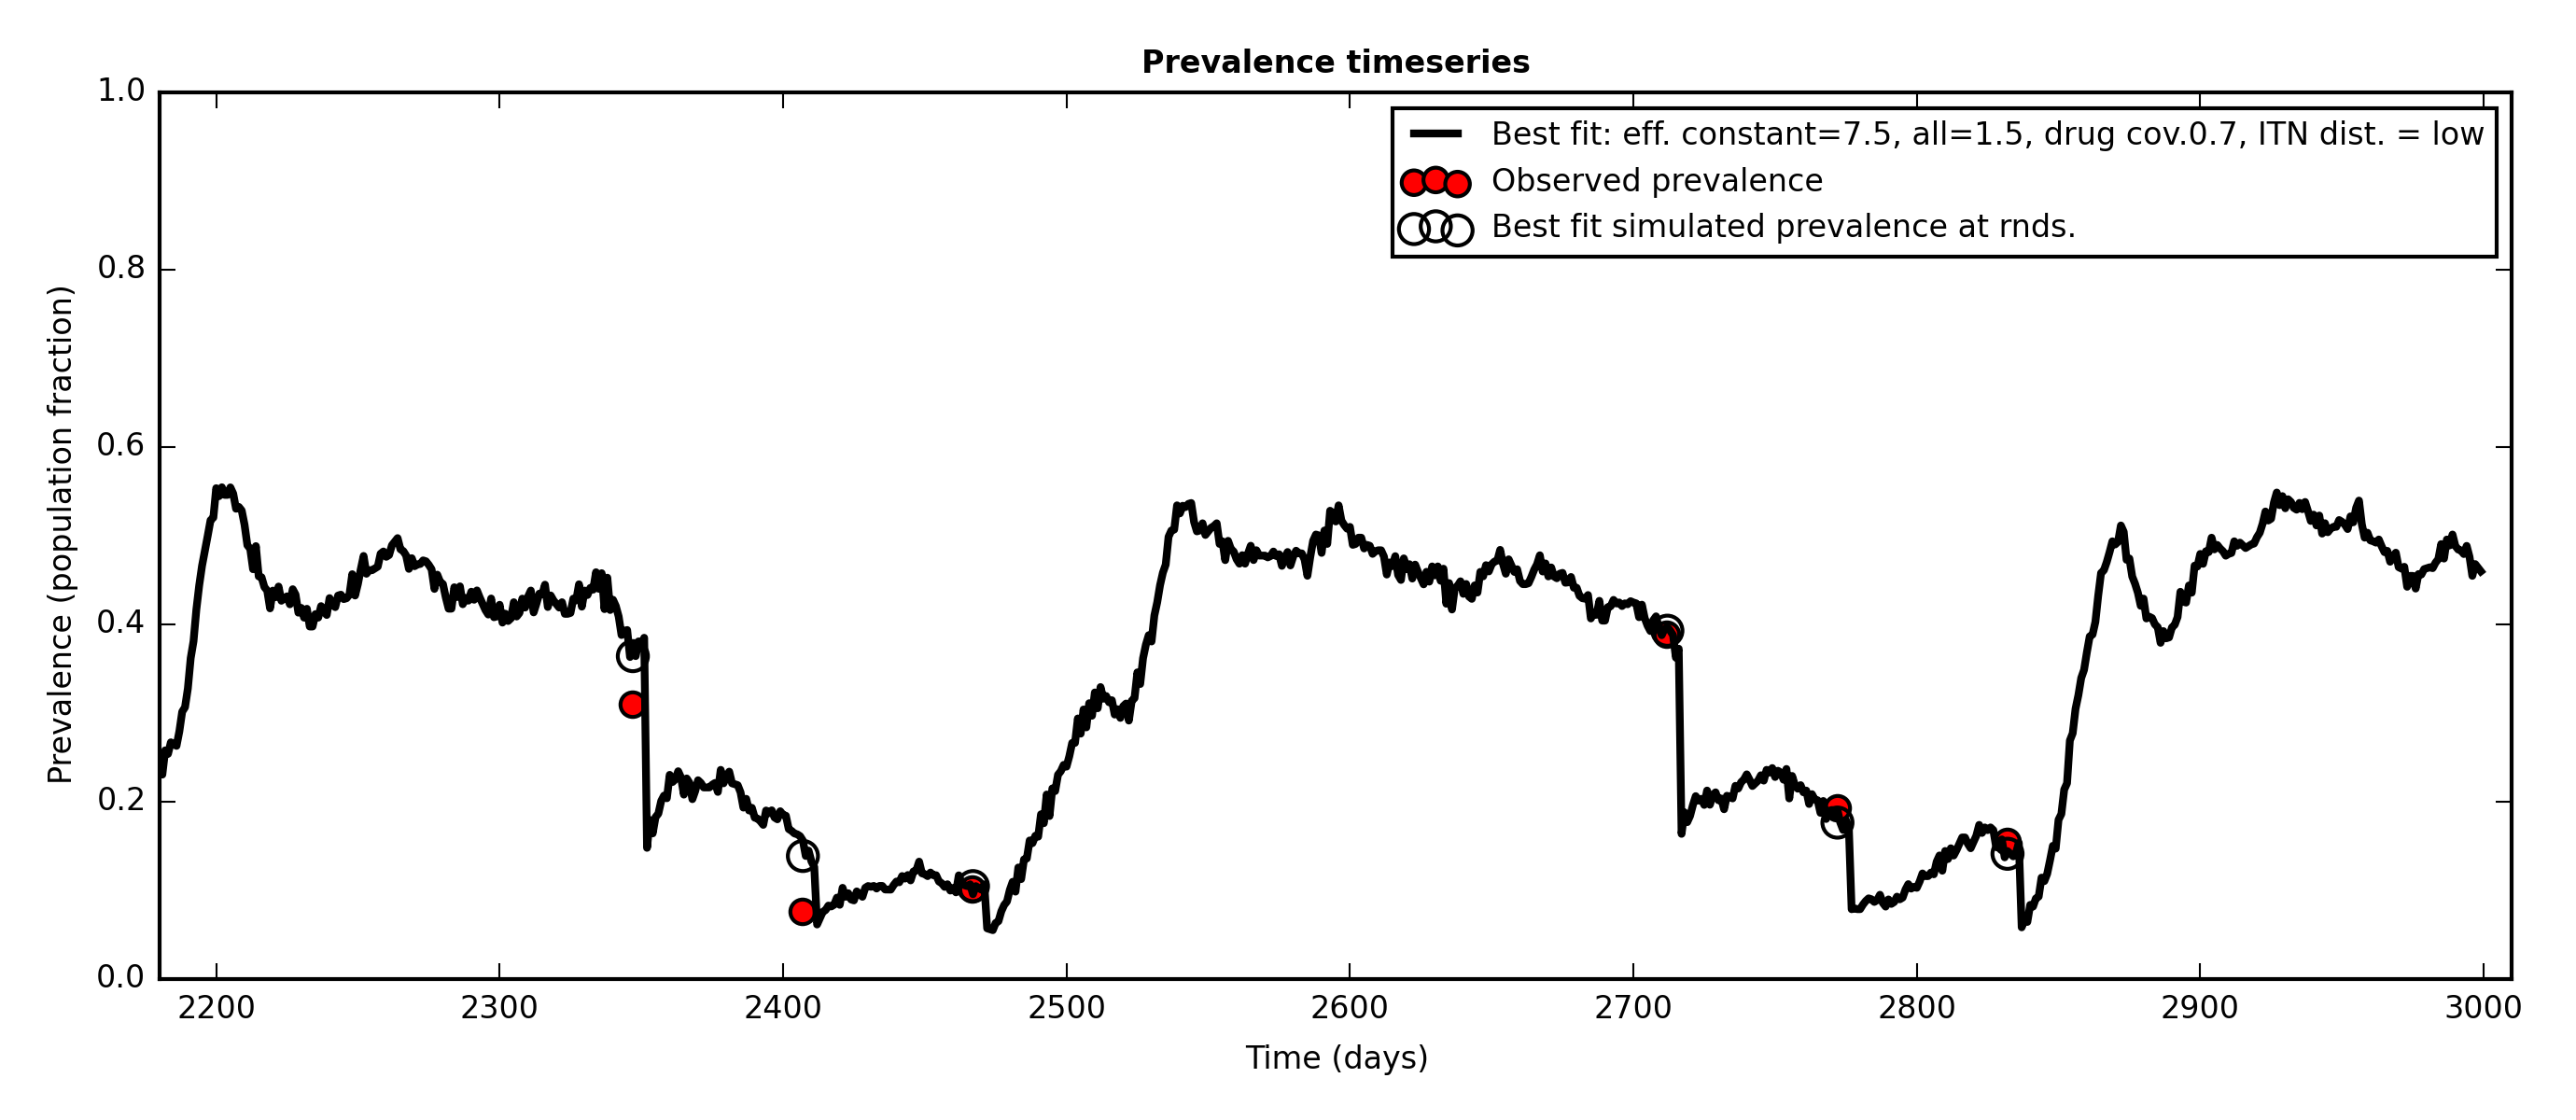 Prevalence timeseries
Best fit: eff. constant=7.5, all=1.5, drug cov.0.7, ITN dist. = low
Observed prevalence
Best fit simulated prevalence at rnds.
Prevalence (population fraction)
1.0
0.8
0.6
0.4
0.2
0.0
2200 2300 2400 2500 2600 2700 2800 2900 3000
Time (days)